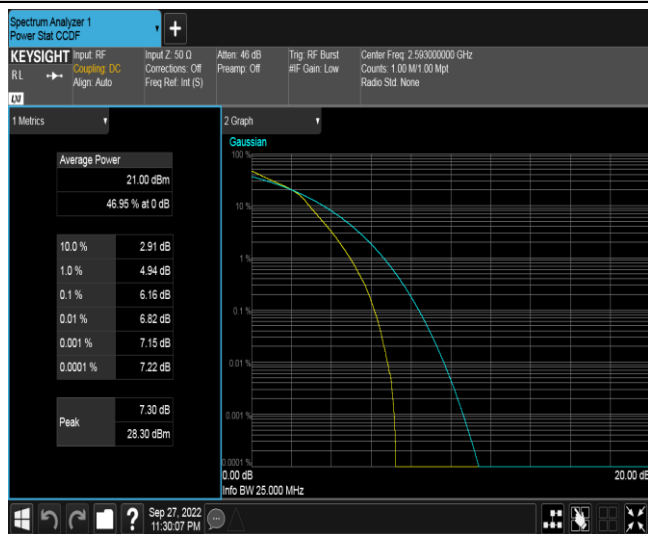 Spectrum Analyzer 1
Power Stat CCDF
+
KEYSIGHT
RL
LXI
Input: RF
Coupling: DC
Align: Auto
Input Z: 50 Ω
Corrections: Off
Freq Ref: Int (S)
Atten: 46 dB
Preamp: Off
Trig: RF Burst
#IF Gain: Low
Center Freq: 2.593000000 GHz
Counts: 1.00 M/1.00 Mpt
Radio Std: None
1 Metrics
Average Power
21.00 dBm
46.95 % at 0 dB
10.0 % 2.91 dB
1.0 % 4.94 dB
0.1 % 6.16 dB
0.01 % 6.82 dB
0.001 % 7.15 dB
0.0001 % 7.22 dB
Peak
7.30 dB
28.30 dBm
2 Graph
Gaussian
100 %
10 %
1 %
0.1 %
0.01 %
0.001 %
0.0001 %
0.00 dB
20.00 dB
Info BW 25.000 MHz
?
Sep 27, 2022
11:30:07 PM